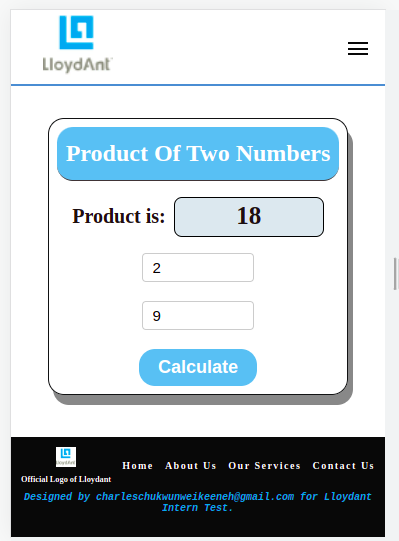 LloydAnt
Product Of Two Numbers
Product is: 18
2
9
Calculate
LloydAnt
Official Logo of Lloydant
Home About Us Our Services Contact Us
Designed by charleschukwunweikeeneh@gmail.com for Lloydant
Intern Test.